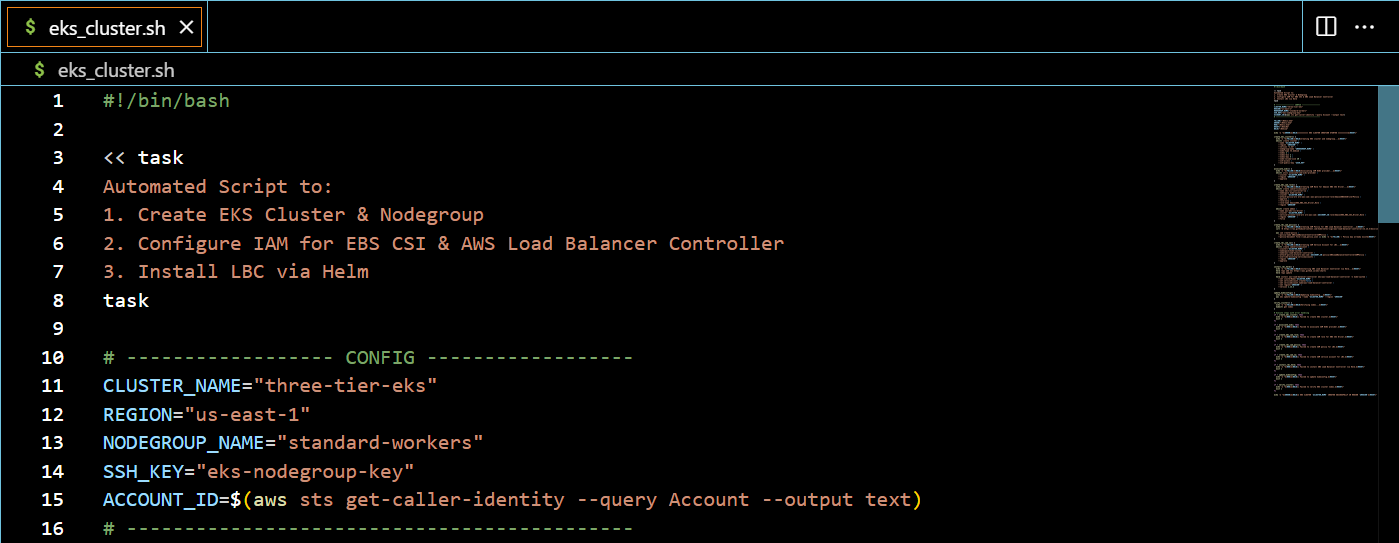 $ eks_cluster.sh ×
$ eks_cluster.sh
1 #!/bin/bash
2
3 << task
4 Automated Script to:
5 1. Create EKS Cluster & Nodegroup
6 2. Configure IAM for EBS CSI & AWS Load Balancer Controller
7 3. Install LBC via Helm
8 task
9
10 # ------------------ CONFIG ------------------
11 CLUSTER_NAME="three-tier-eks"
12 REGION="us-east-1"
13 NODEGROUP_NAME="standard-workers"
14 SSH_KEY="eks-nodegroup-key"
15 ACCOUNT_ID=$(aws sts get-caller-identity --query Account --output text)
16 # --------------------------------------------